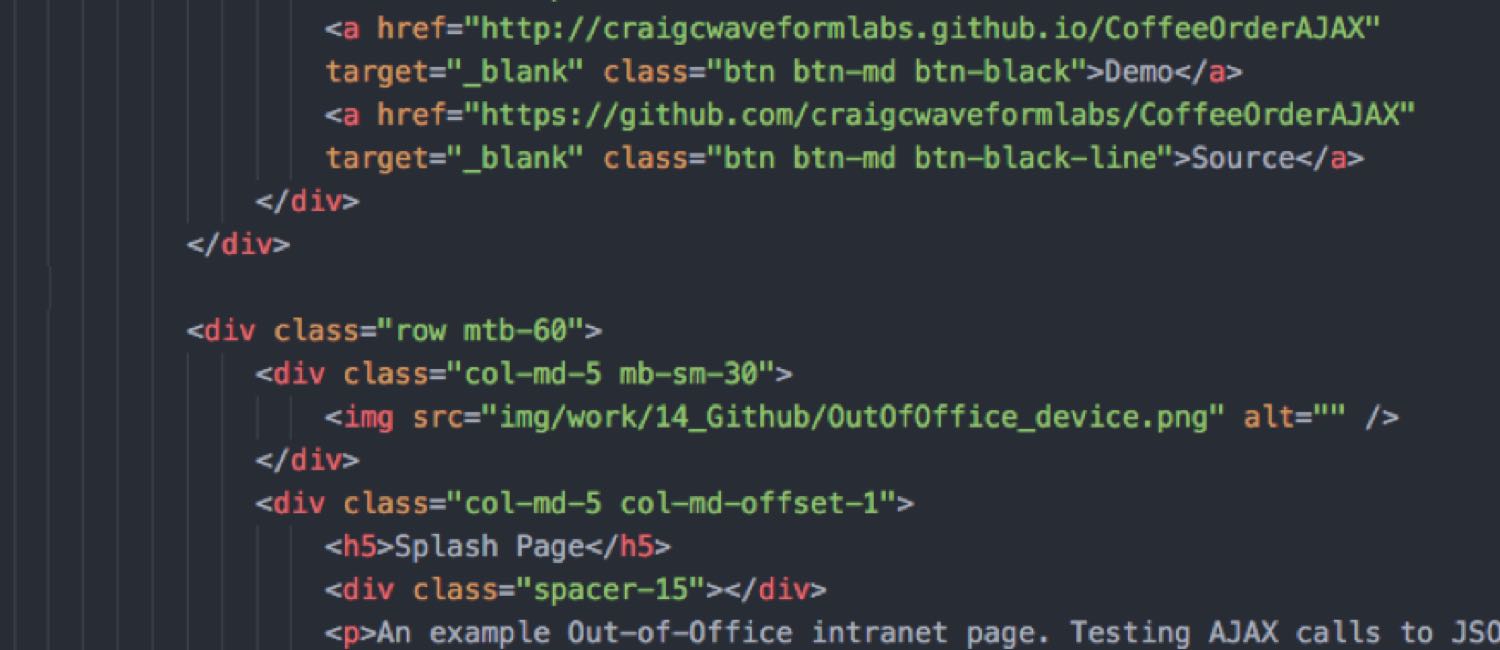 <a href="http://craigcwaveformlabs.github.io/CoffeeOrderAJAX"
target="_blank" class="btn btn-md btn-black">Demo</a>
<a href="https://github.com/craigcwaveformlabs/CoffeeOrderAJAX"
target="_blank" class="btn btn-md btn-black-line">Source</a>
</div>
</div>
<div class="row mtb-60">
<div class="col-md-5 mb-sm-30">
<img src="img/work/14_Github/OutOfOffice_device.png" alt="" />
</div>
<div class="col-md-5 col-md-offset-1">
<h5>Splash Page</h5>
<div class="spacer-15"></div>
<p>An example Out-of-Office intranet page. Testing AJAX calls to JSO